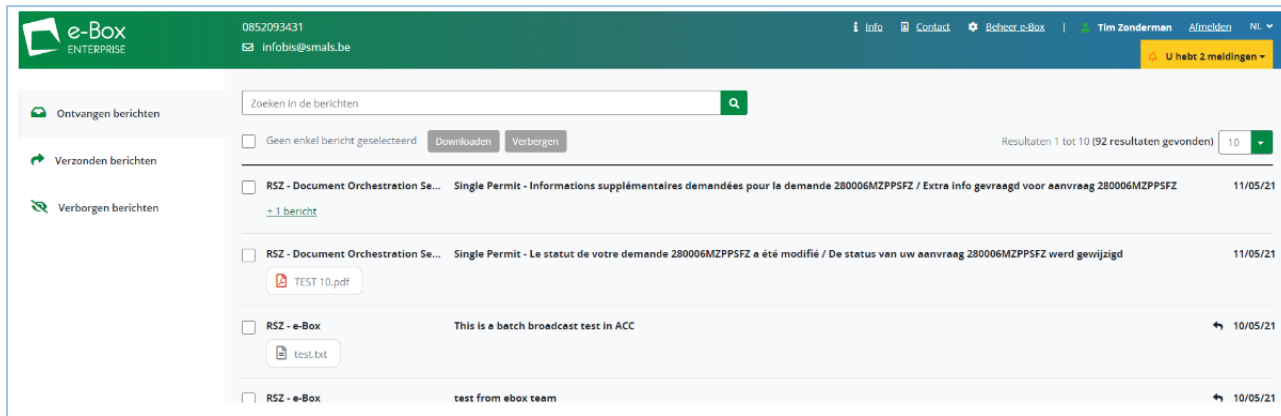 e-Box
ENTERPRISE
0852093431
infobis@smals.be
Info Contact Beheer e-Box | Tim Zonderman Afmelden NL
U hebt 2 meldingen
Ontvangen berichten
Verzonden berichten
Verborgen berichten
Zoeken in de berichten
Geen enkel bericht geselecteerd Downloaden Verbergen Resultaten 1 tot 10 (92 resultaten gevonden) 10
RSZ - Document Orchestration Se... Single Permit - Informations supplémentaires demandées pour la demande 280006MZPPSFZ / Extra info gevraagd voor aanvraag 280006MZPPSFZ 11/05/21
+ 1 bericht
RSZ - Document Orchestration Se... Single Permit - Le statut de votre demande 280006MZPPSFZ a été modifié / De status van uw aanvraag 280006MZPPSFZ werd gewijzigd 11/05/21
TEST 10.pdf
RSZ - e-Box This is a batch broadcast test in ACC 10/05/21
test.txt
RSZ - e-Box test from ebox team 10/05/21